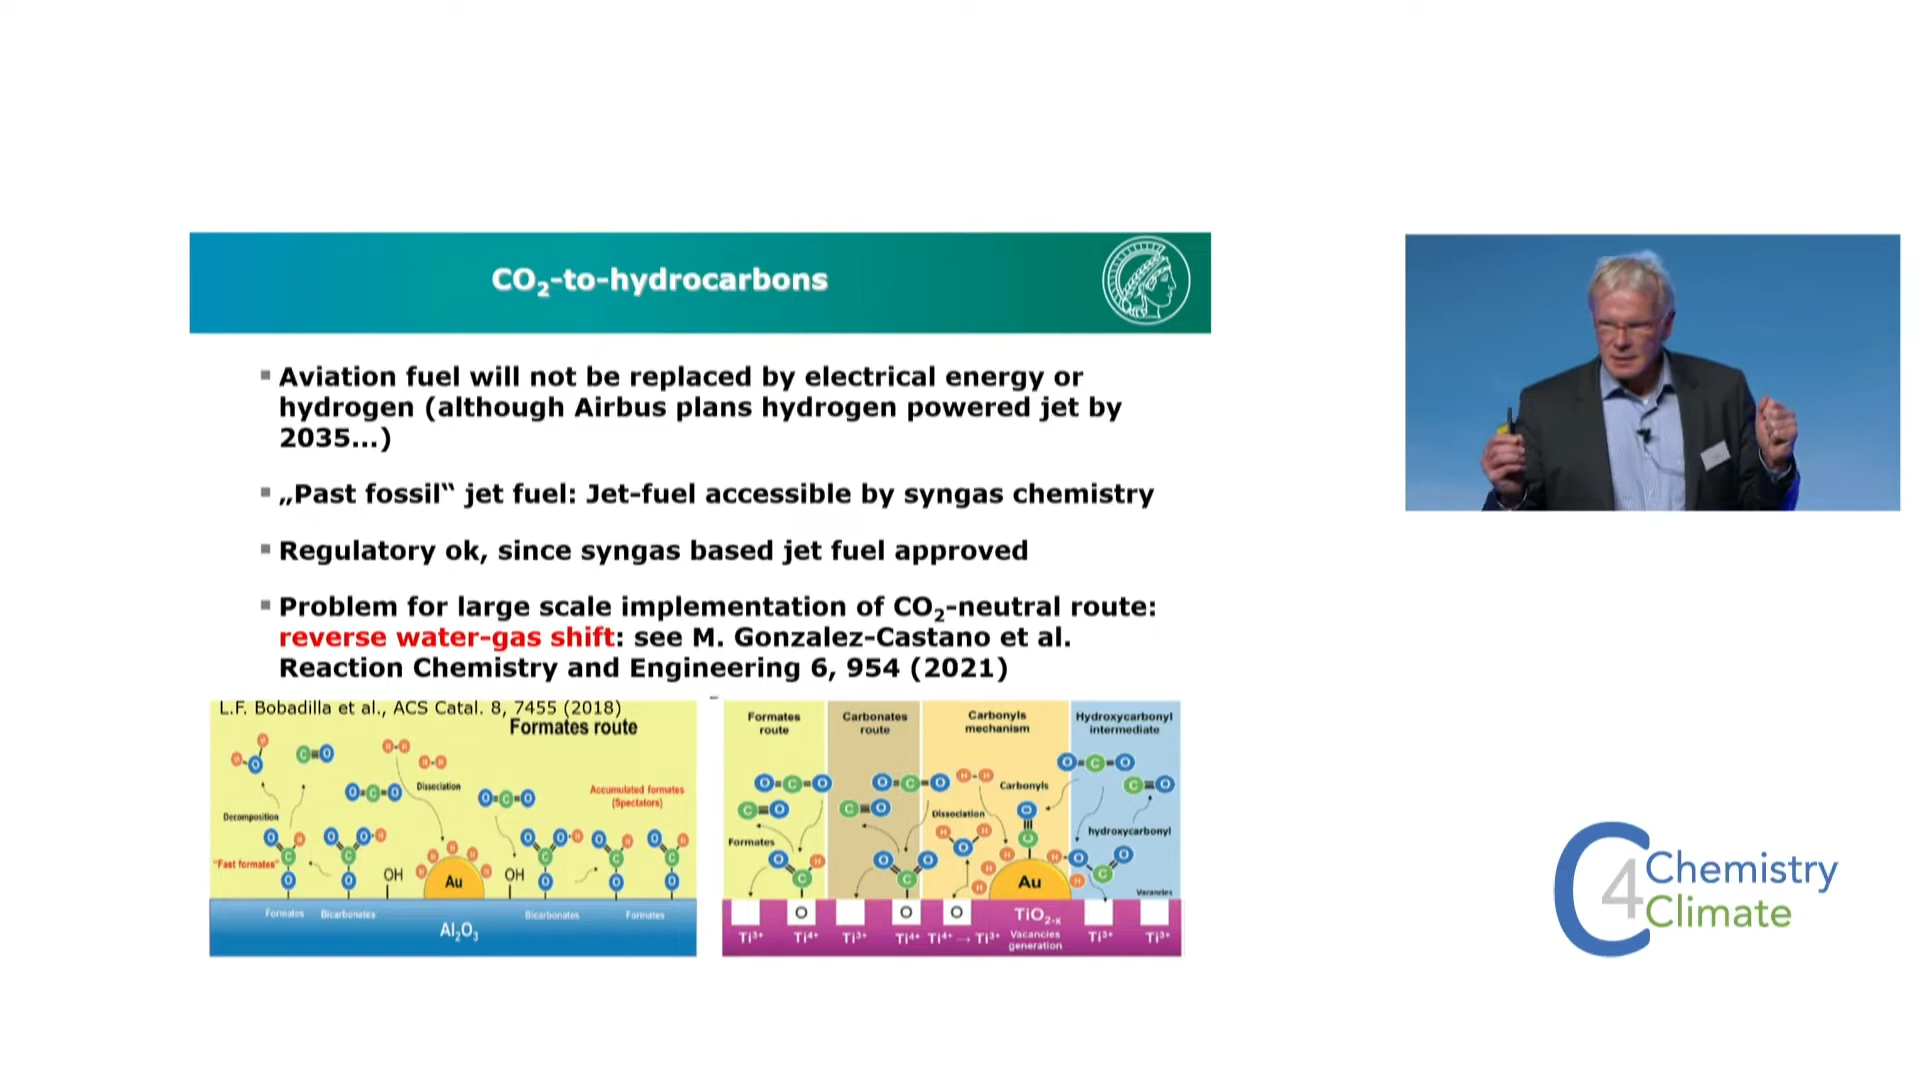 CO2-to-hydrocarbons
Aviation fuel will not be replaced by electrical energy or
hydrogen (although Airbus plans hydrogen powered jet by
2035...)
„Past fossil“ jet fuel: Jet-fuel accessible by syngas chemistry
Regulatory ok, since syngas based jet fuel approved
Problem for large scale implementation of CO2-neutral route:
reverse water-gas shift: see M. Gonzalez-Castano et al.
Reaction Chemistry and Engineering 6, 954 (2021)
L.F. Bobadilla et al., ACS Catal. 8, 7455 (2018)
Formates route
Dissociation
Accumulated formates
(Spectators)
Decomposition
"Fast formates"
OH
Au
OH
Formates
Bicarbonates
Bicarbonates
Formates
Al2O3
Formates
route
Carbonates
route
Carbonyls
mechanism
Hydroxycarbonyl
intermediate
Carbonyls
Dissociation
Formates
hydroxycarbonyl
Au
Vacancies
O
O
O
TiO2-x
Ti3+
Ti4+
Ti3+
Ti4+
Ti4+ → Ti3+
Vacancies
generation
Ti3+
Ti3+
C4
Chemistry
Climate